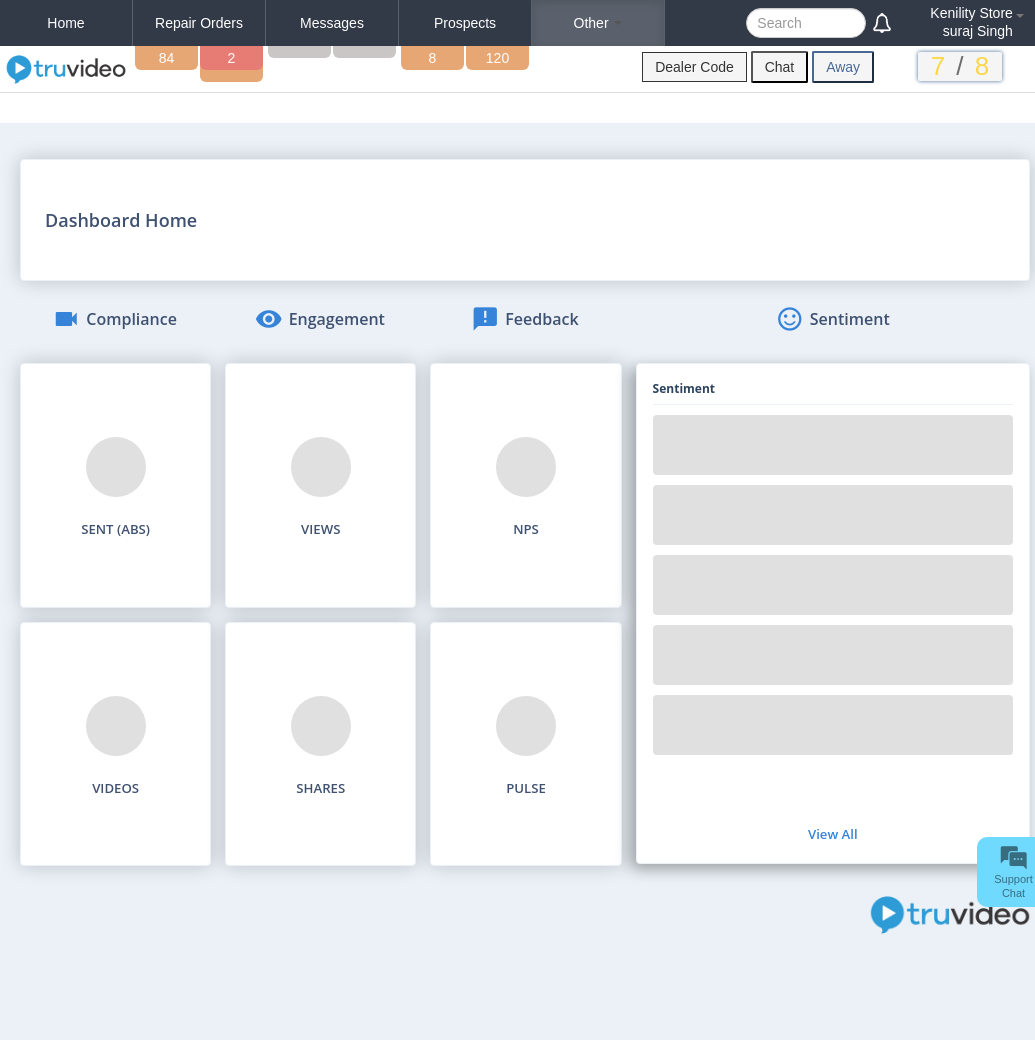 Home
Repair Orders
Messages
Prospects
Other
Search
Kenility Store
suraj Singh
truvideo
84
2
8
120
Dealer Code
Chat
Away
7 / 8
Dashboard Home
Compliance
Engagement
Feedback
Sentiment
SENT (ABS)
VIEWS
NPS
Sentiment
VIDEOS
SHARES
PULSE
View All
Support
Chat
truvideo